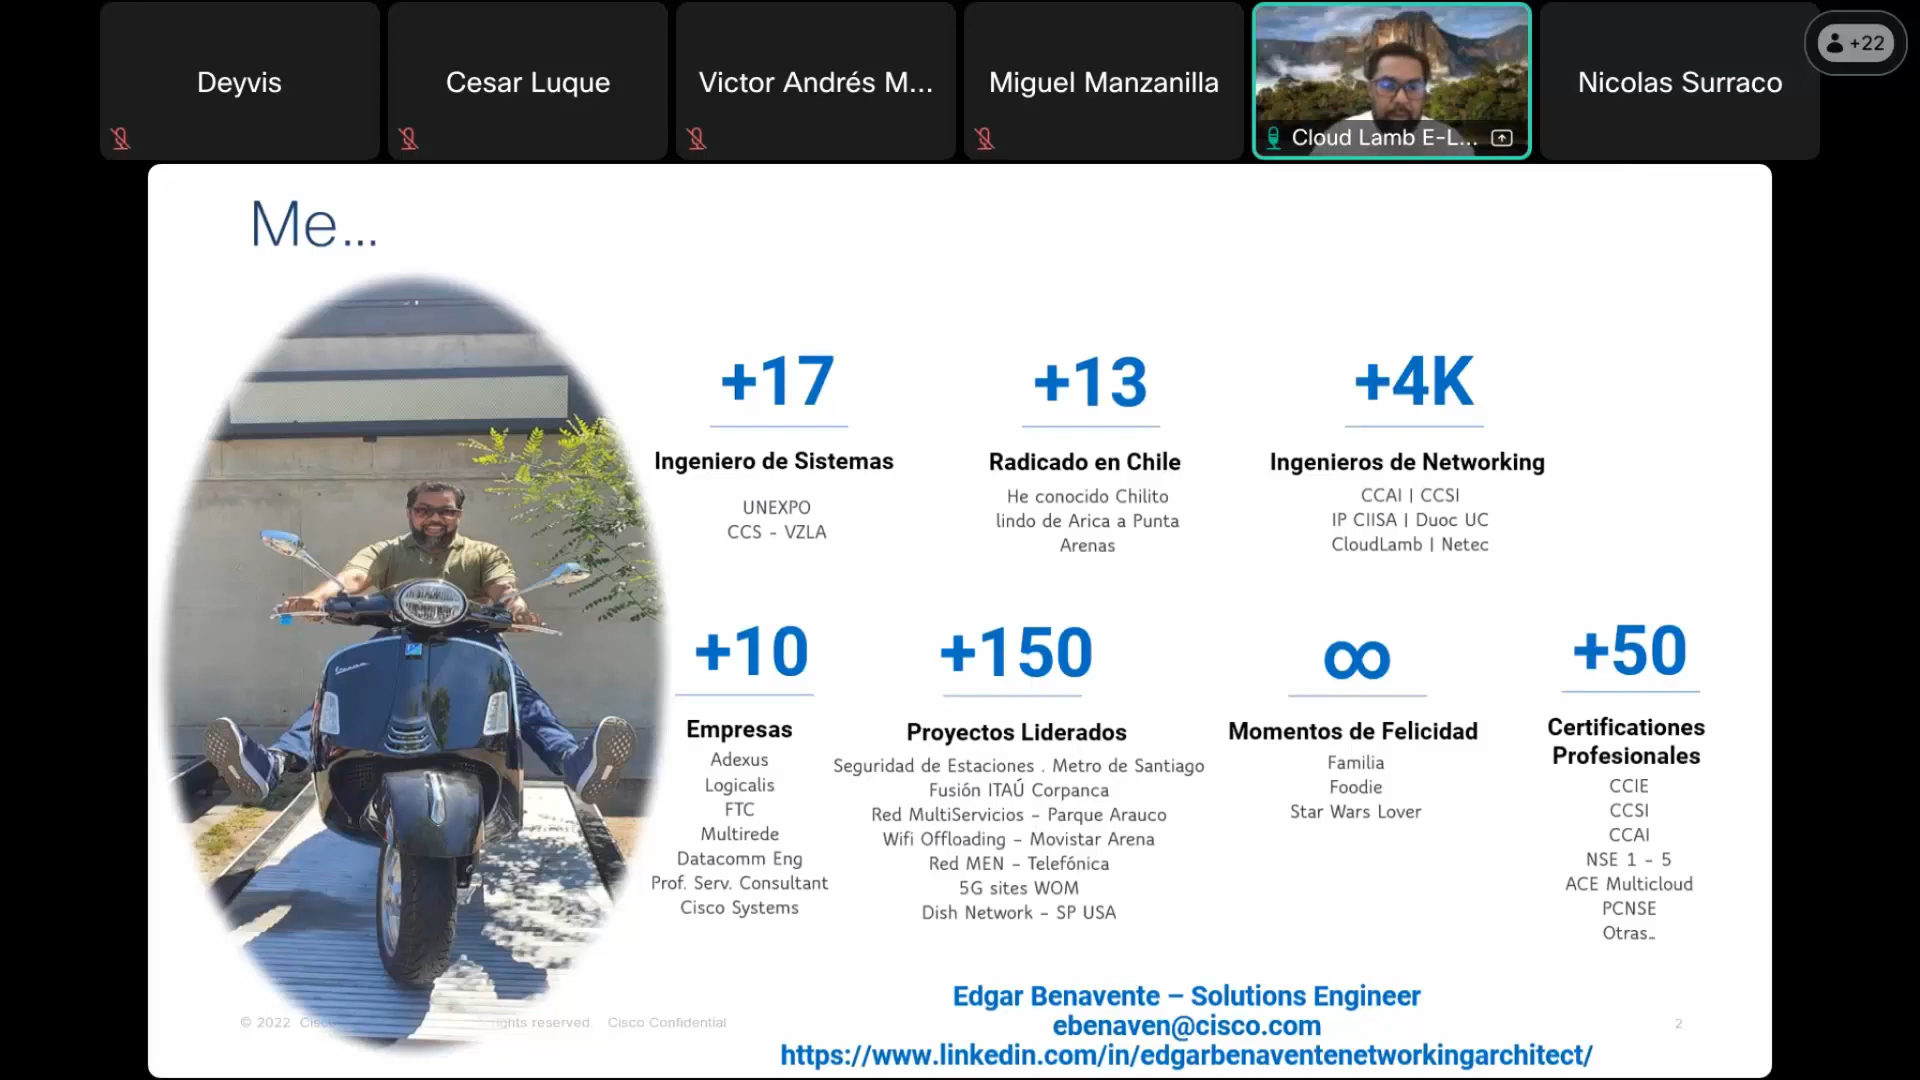 Deyvis
Cesar Luque
Victor Andrés M...
Miguel Manzanilla
Cloud Lamb E-L...
Nicolas Surraco
+22
Me...
+17
Ingeniero de Sistemas
UNEXPO
CCS - VZLA
+13
Radicado en Chile
He conocido Chilito
lindo de Arica a Punta
Arenas
+4K
Ingenieros de Networking
CCAI | CCSI
IP CIISA | Duoc UC
CloudLamb | Netec
+10
Empresas
Adexus
Logicalis
FTC
Multirede
Datacomm Eng
Prof. Serv. Consultant
Cisco Systems
+150
Proyectos Liderados
Seguridad de Estaciones . Metro de Santiago
Fusión ITAÚ Corpanca
Red MultiServicios - Parque Arauco
Wifi Offloading - Movistar Arena
Red MEN - Telefónica
5G sites WOM
Dish Network - SP USA
∞
Momentos de Felicidad
Familia
Foodie
Star Wars Lover
+50
Certificationes
Profesionales
CCIE
CCSI
CCAI
NSE 1 - 5
ACE Multicloud
PCNSE
Otras...
Edgar Benavente – Solutions Engineer
ebenaven@cisco.com
https://www.linkedin.com/in/edgarbenaventenetworkingarchitect/
© 2022 reserved Cisco Confidential
2